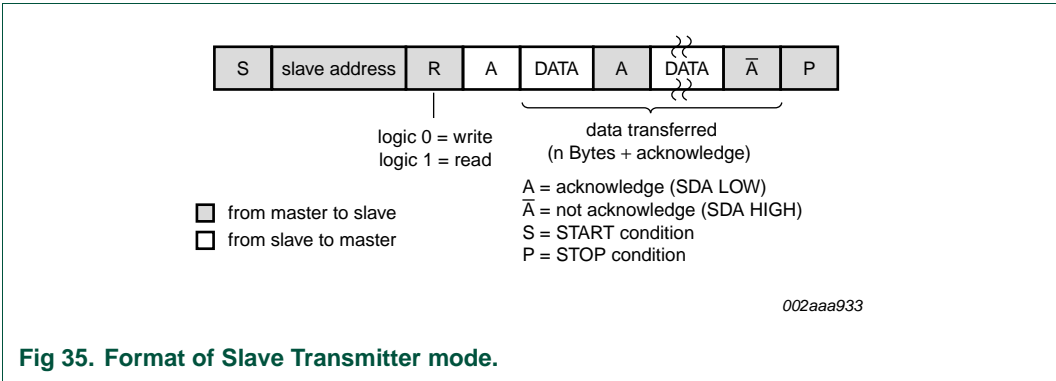 S slave address R A DATA A DATA A̅ P
logic 0 = write
logic 1 = read
data transferred
(n Bytes + acknowledge)
A = acknowledge (SDA LOW)
A̅ = not acknowledge (SDA HIGH)
S = START condition
P = STOP condition
from master to slave
from slave to master
002aaa933
Fig 35. Format of Slave Transmitter mode.